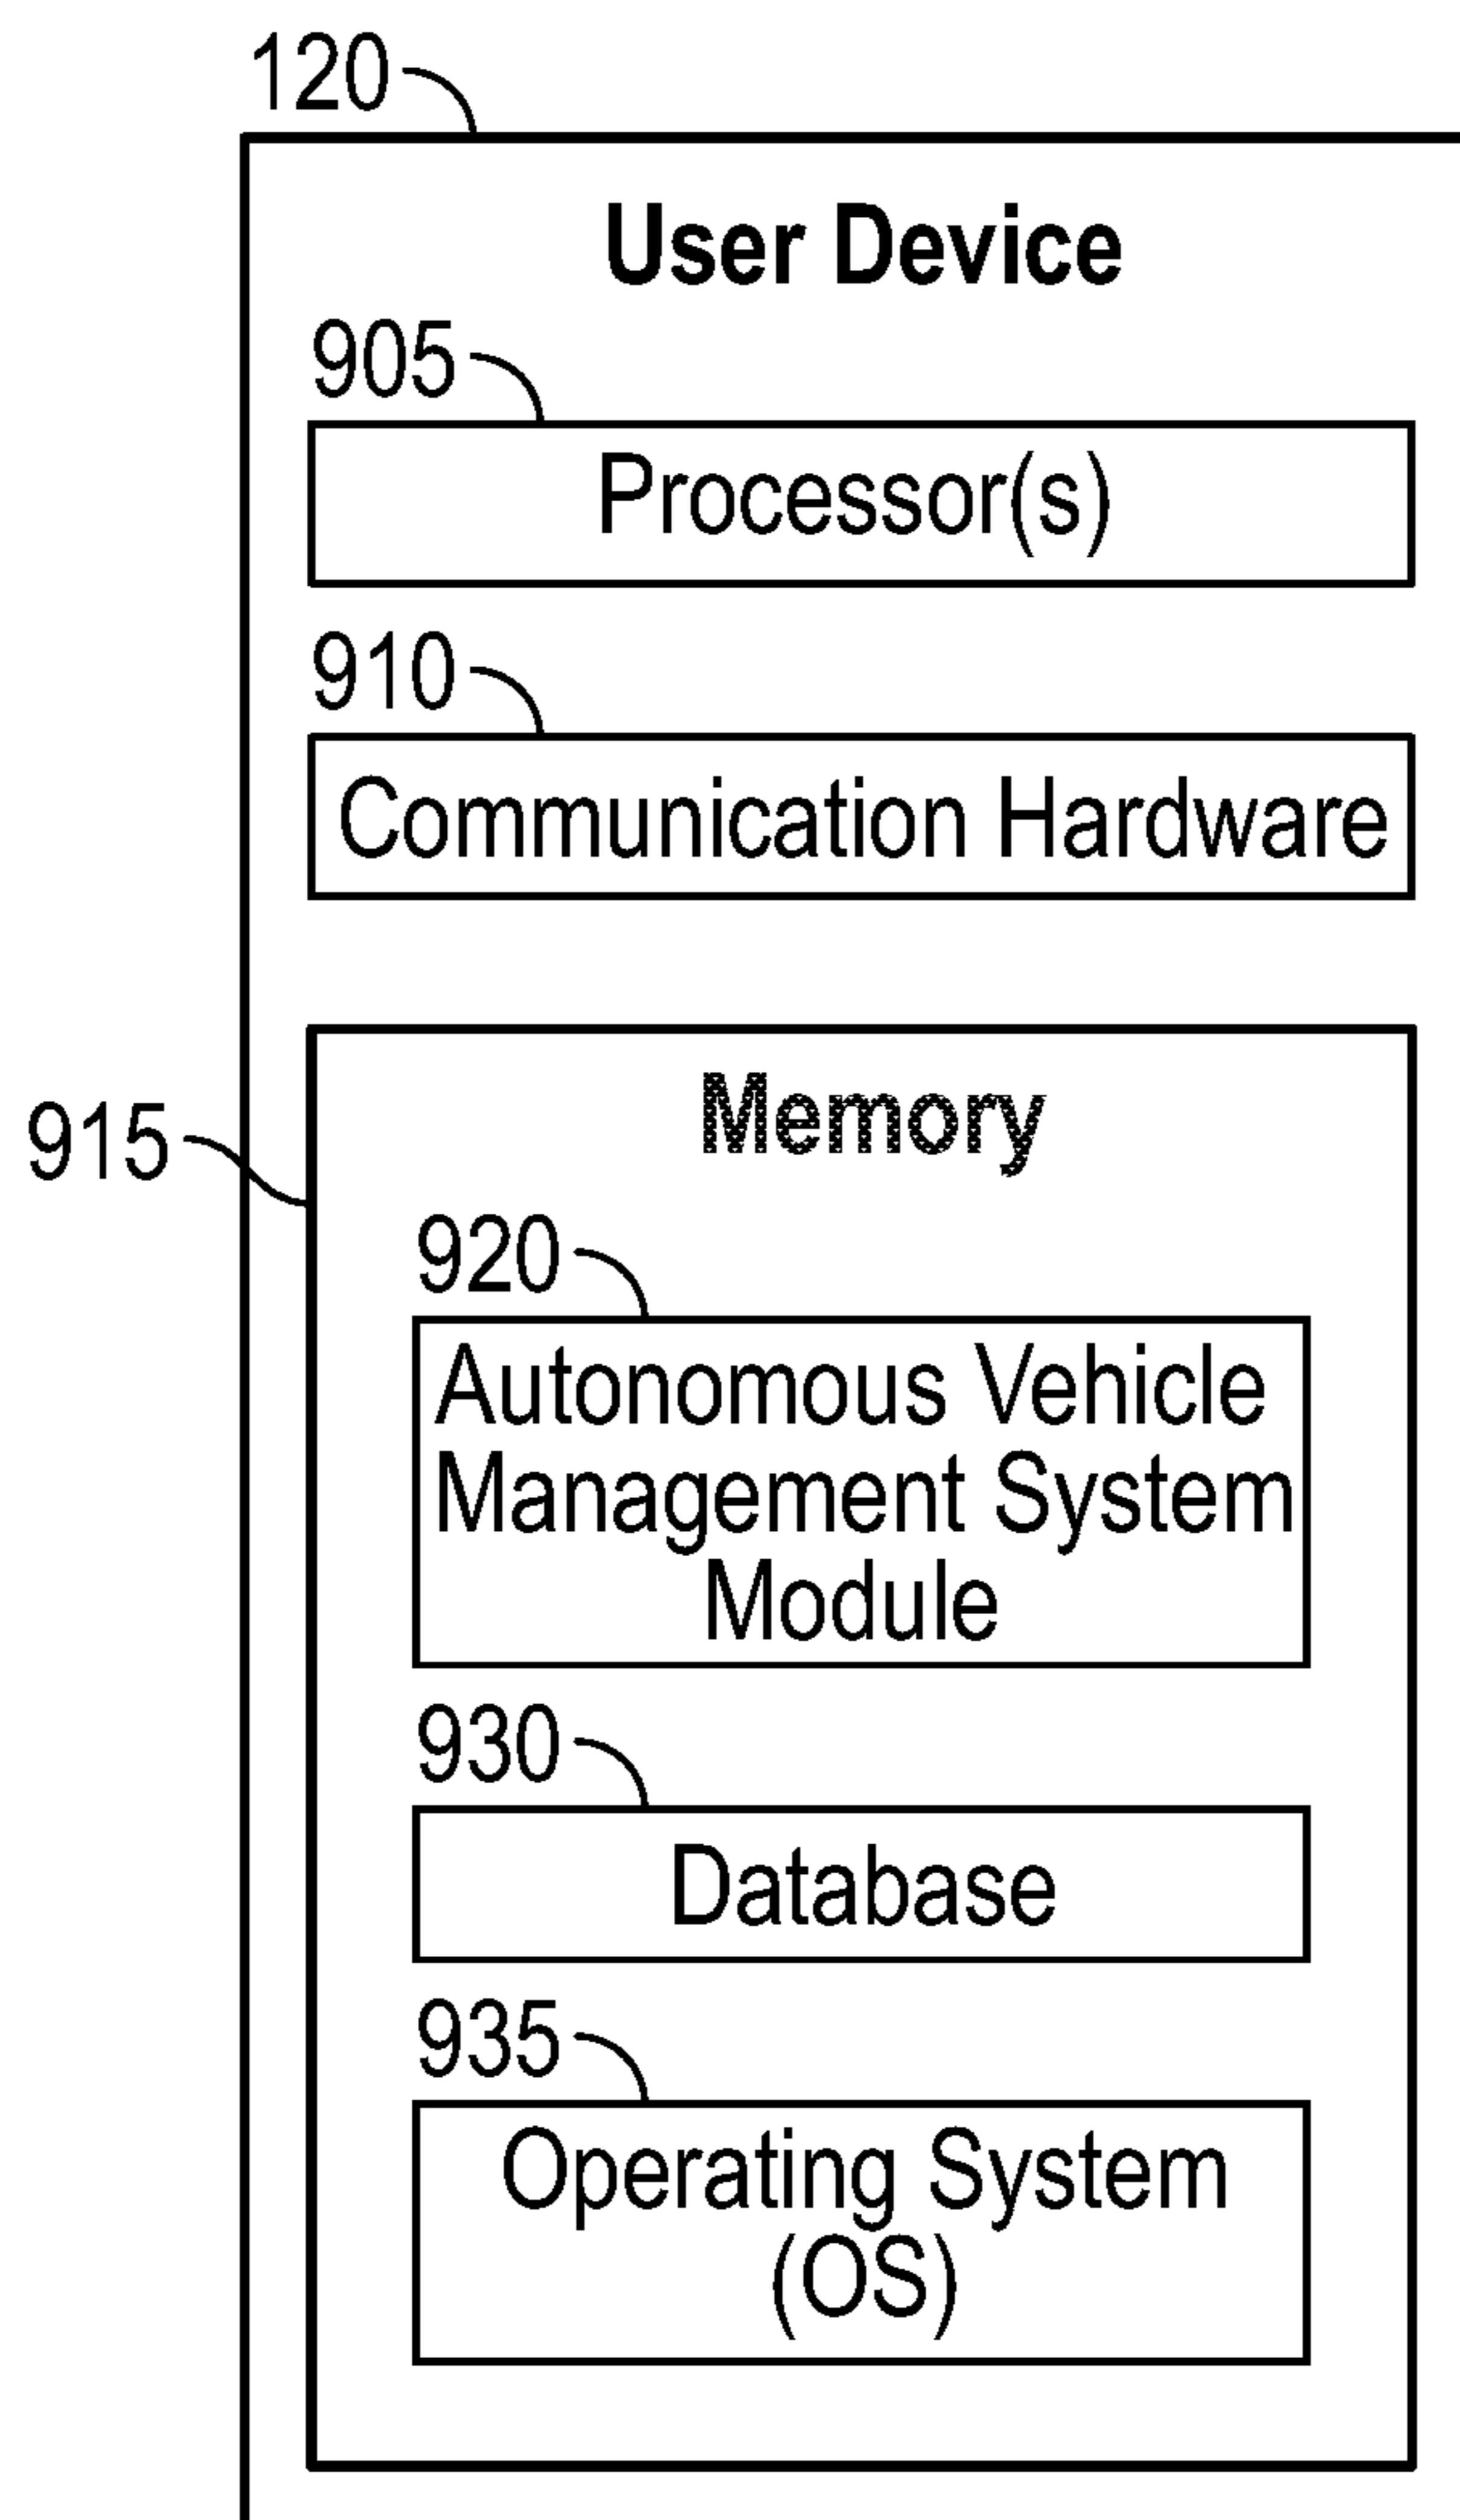 120
User Device
905
Processor(s)
910
Communication Hardware
915
Memory
920
Autonomous Vehicle
Management System
Module
930
Database
935
Operating System
(OS)